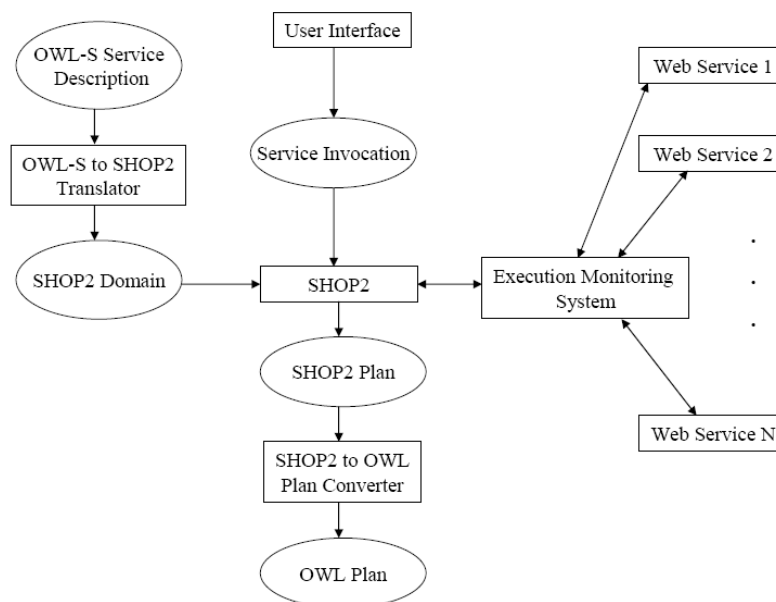 OWL-S Service
Description
OWL-S to SHOP2
Translator
SHOP2 Domain
User Interface
Service Invocation
SHOP2
SHOP2 Plan
SHOP2 to OWL
Plan Converter
OWL Plan
Execution Monitoring
System
Web Service 1
Web Service 2
.
.
.
Web Service N